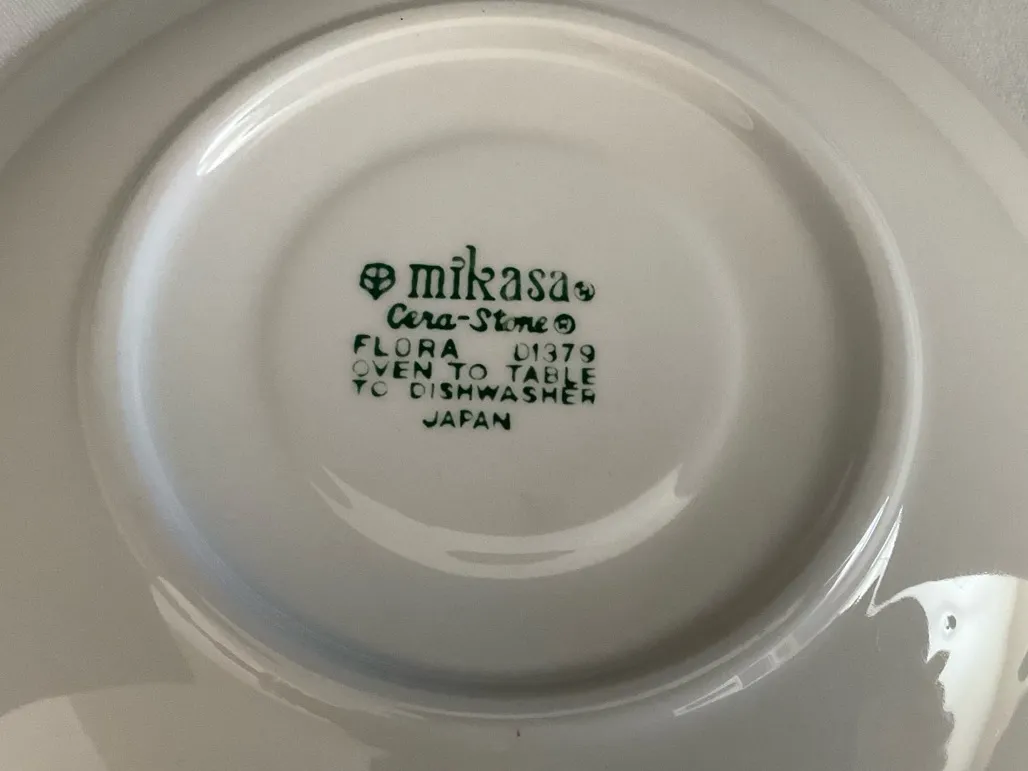 mikasa®
Cera-Stone®
FLORA D1379
OVEN TO TABLE
TO DISHWASHER
JAPAN